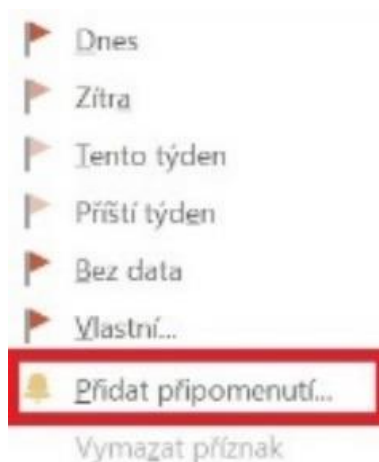 Dnes
Zítra
Tento týden
Příští týden
Bez data
Vlastní...
Přidat připomenutí...
Vymazat příznak